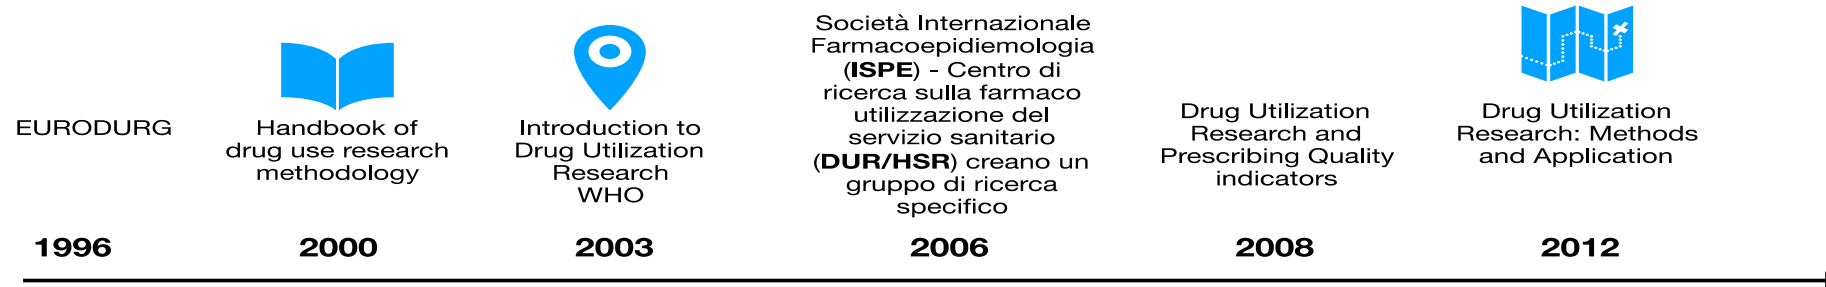 EURODURG
1996
Handbook of
drug use research
methodology
2000
Introduction to
Drug Utilization
Research
WHO
2003
Società Internazionale
Farmacoepidiemologia
(ISPE) - Centro di
ricerca sulla farmaco
utilizzazione del
servizio sanitario
(DUR/HSR) creano un
gruppo di ricerca
specifico
2006
Drug Utilization
Research and
Prescribing Quality
indicators
2008
Drug Utilization
Research: Methods
and Application
2012